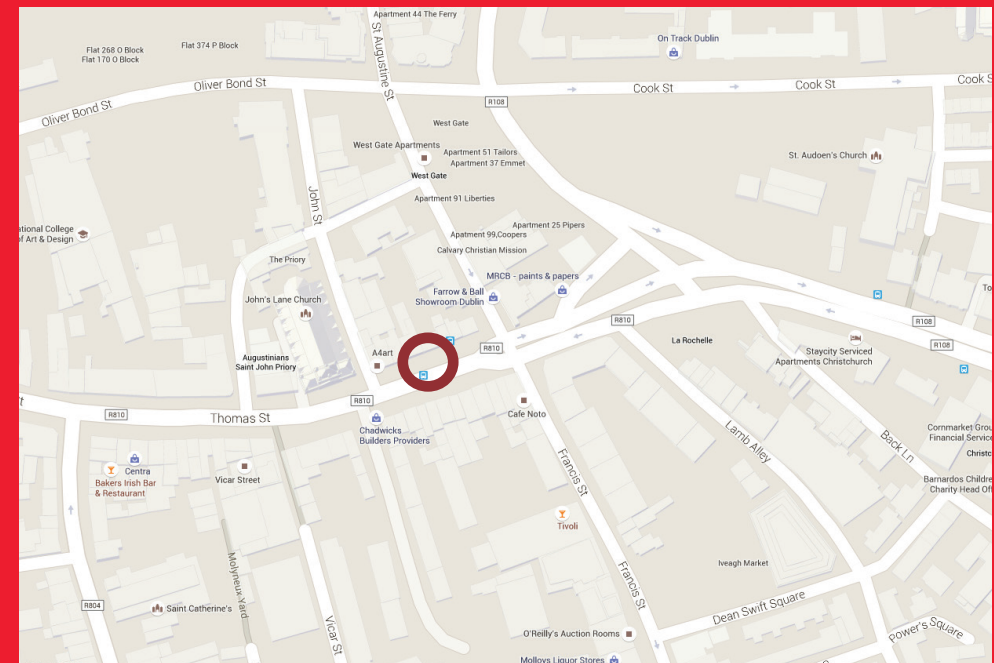 Apartment 44 The Ferry
St Augustine St
On Track Dublin
Flat 268 O Block
Flat 170 O Block
Flat 374 P Block
Oliver Bond St
Oliver Bond St
R108
Cook St
Cook St
Cook S
West Gate
West Gate Apartments
Apartment 51 Tailors
Apartment 37 Emmet
West Gate
St. Audoen's Church
John St
Apartment 91 Liberties
ational College
of Art & Design
Apartment 25 Pipers
Apatment 99,Coopers
Calvary Christian Mission
The Priory
MRCB - paints & papers
Farrow & Ball
Showroom Dublin
John's Lane Church
To
R810
R108
R810
La Rochelle
R108
A4art
Staycity Serviced
Apartments Christchurch
Augustinians
Saint John Priory
R810
R810
Thomas St
Cafe Noto
Chadwicks
Builders Providers
Lamb Alley
Back Ln
Cornmarket Grou
Financial Service
Christc
Centra
Bakers Irish Bar
& Restaurant
Vicar Street
Francis St
Barnardos Childre
Charity Head Off
Tivoli
Molyneux Yard
Iveagh Market
Francis St
R804
Saint Catherine's
Vicar St
Dean Swift Square
Power's Square
O'Reilly's Auction Rooms
Molloys Liquor Stores